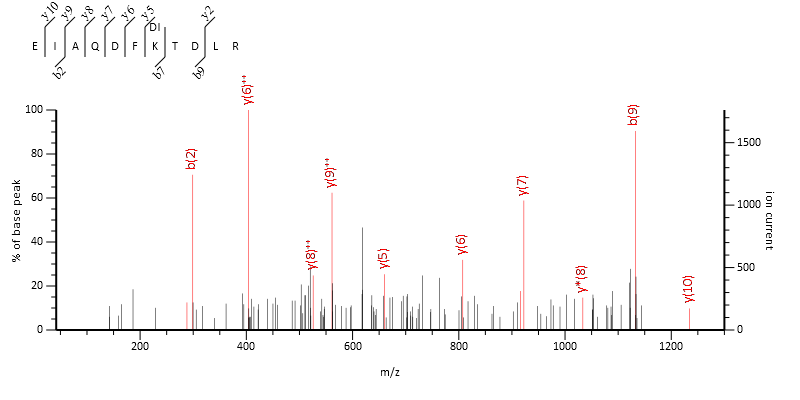 y10 y9 y8 y7 y6 y5 y2
DI
E I A Q D F K T D L R
b2 b7 b9
b(2) y(6)++ y(8)++ y(9)++ y(5) y(6) y(7) y*(8) b(9) y(10)
100
80
60
40
20
0
% of base peak
1500
1000
500
0
ion current
200 400 600 800 1000 1200
m/z